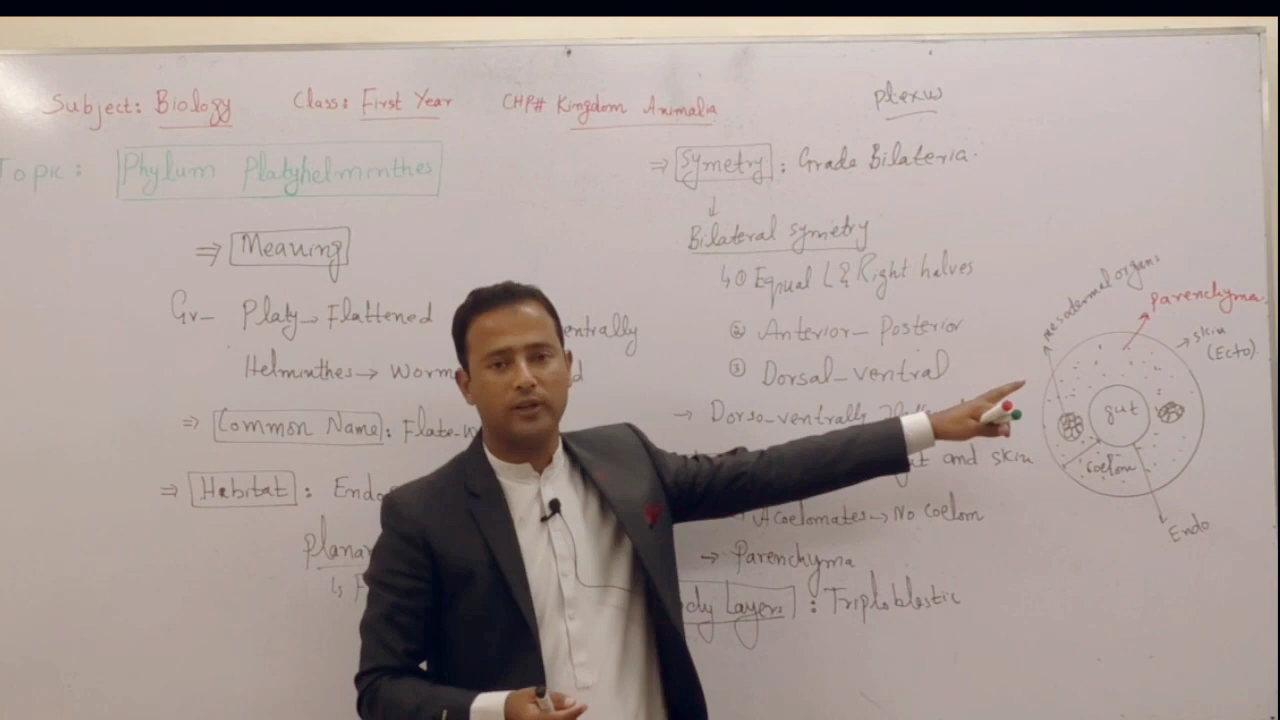 Subject: Biology Class: First Year CHP# Kingdom Animalia
Plexus
Topic: Phylum Platyhelminthes
⇒ Meaning
Gr- Platy → Flattened entrally
Helminthes → Worm
⇒ Common Name: Flate-w
⇒ Habitat: Endo
Plana
⇒ Symetry: Grade Bilateria.
↓
Bilateral symetry
↳ ① Equal L & Right halves
② Anterior - Posterior
③ Dorsal - ventral
→ Dorso-ventrally
and skin
Acoelomates → No Coelom
→ Parenchyma
dy Layers : Triploblastic
mesodermal organs
Parenchyma
skin
(Ecto)
gut
Coelom
Endo